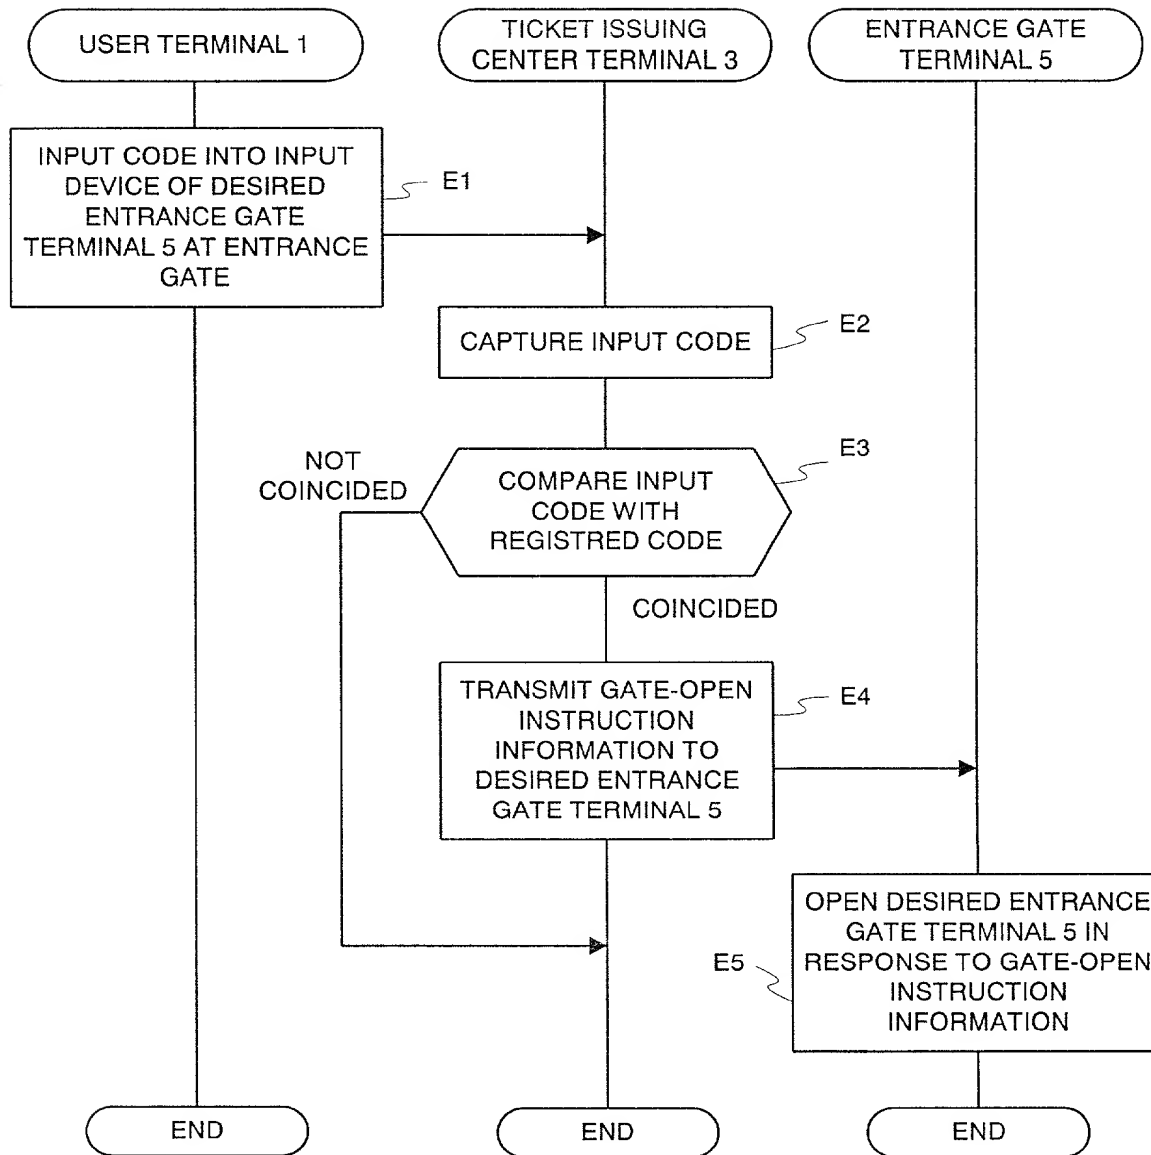 USER TERMINAL 1
TICKET ISSUING
CENTER TERMINAL 3
ENTRANCE GATE
TERMINAL 5
INPUT CODE INTO INPUT
DEVICE OF DESIRED
ENTRANCE GATE
TERMINAL 5 AT ENTRANCE
GATE
E1
CAPTURE INPUT CODE
E2
NOT
COINCIDED
COMPARE INPUT
CODE WITH
REGISTRED CODE
E3
COINCIDED
TRANSMIT GATE-OPEN
INSTRUCTION
INFORMATION TO
DESIRED ENTRANCE
GATE TERMINAL 5
E4
OPEN DESIRED ENTRANCE
GATE TERMINAL 5 IN
RESPONSE TO GATE-OPEN
INSTRUCTION
INFORMATION
E5
END
END
END